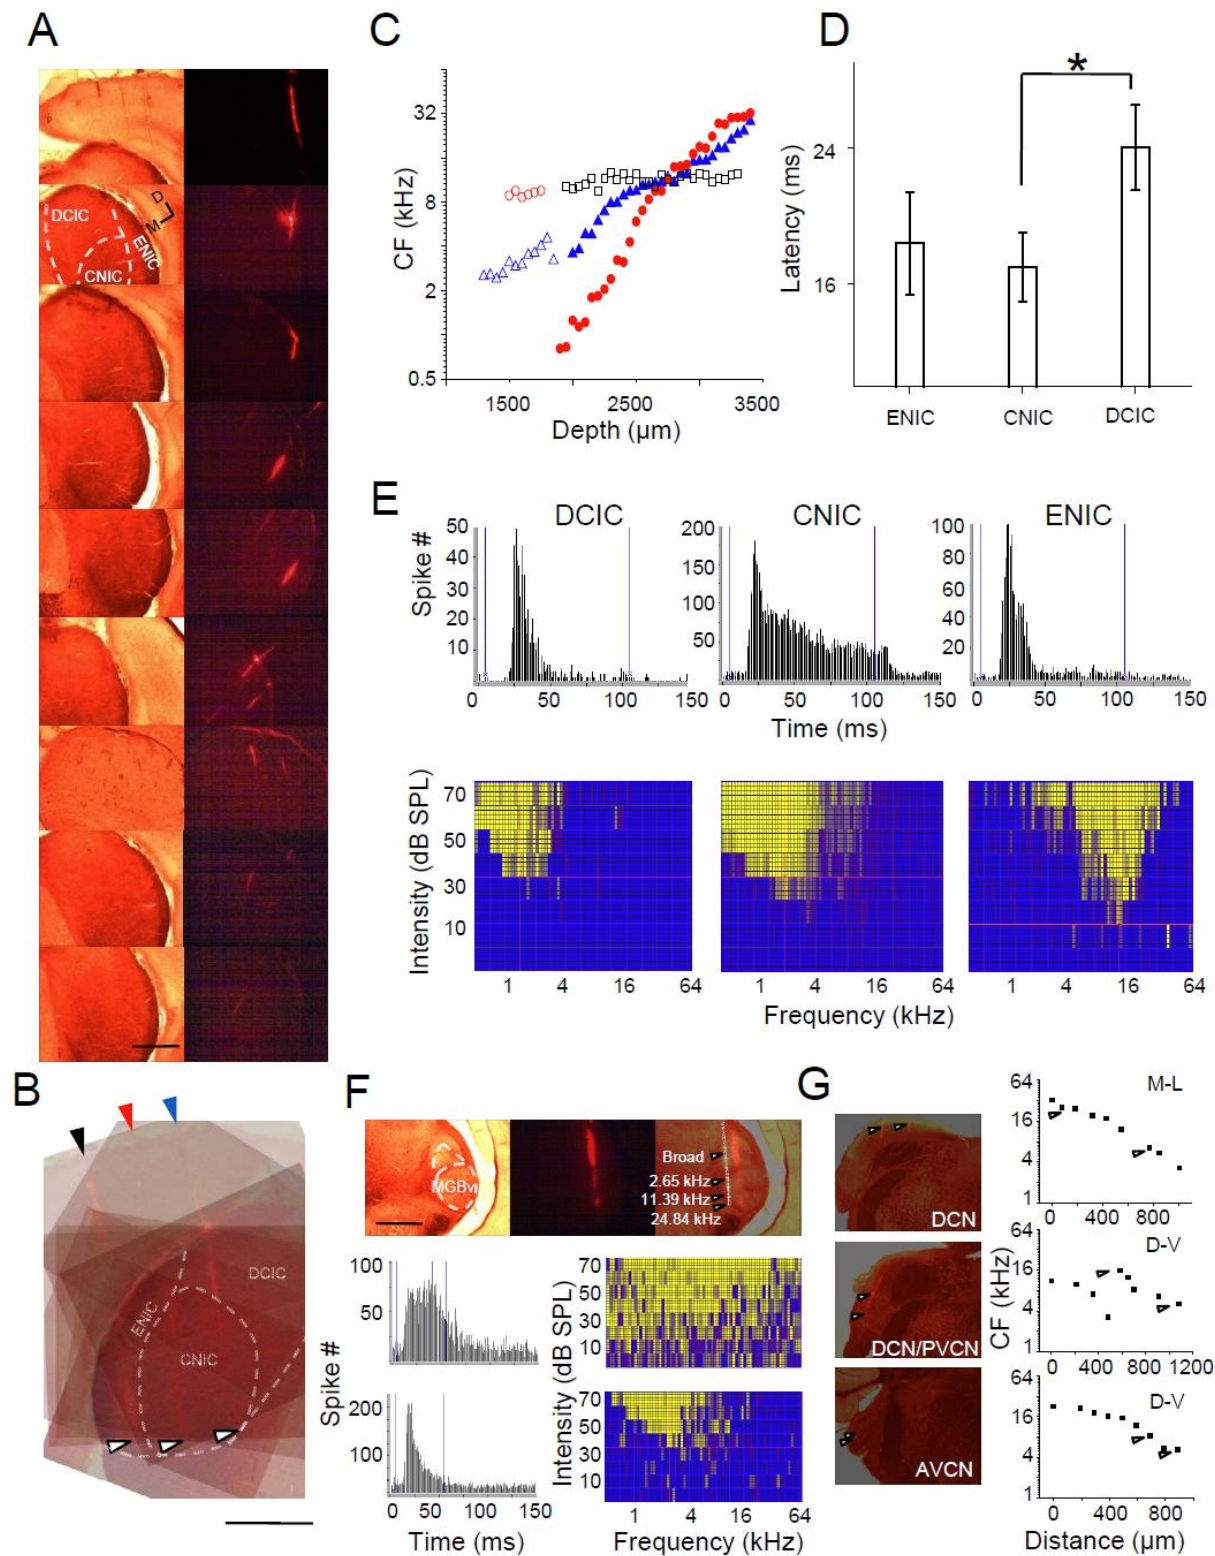 A
DCIC
CNIC
ENIC
D
M
B
ENIC
CNIC
DCIC
C
CF (kHz)
32
8
2
0.5
1500
2500
3500
Depth (µm)
D
*
Latency (ms)
24
16
ENIC
CNIC
DCIC
E
DCIC
CNIC
ENIC
Spike #
50
40
30
20
10
200
150
100
50
100
80
60
40
20
0 50 100 150
0 50 100 150
0 50 100 150
Time (ms)
Intensity (dB SPL)
70
50
30
10
1 4 16 64
1 4 16 64
1 4 16 64
Frequency (kHz)
F
MGBv
Broad
2.65 kHz
11.39 kHz
24.84 kHz
Spike #
100
50
200
100
0 50 100 150
Time (ms)
Intensity (dB SPL)
70
50
30
10
70
50
30
10
1 4 16 64
Frequency (kHz)
G
DCN
DCN/PVCN
AVCN
CF (kHz)
M-L
64
16
4
1
0 400 800
D-V
64
16
4
1
0 400 800 1200
D-V
64
16
4
1
0 400 800
Distance (µm)